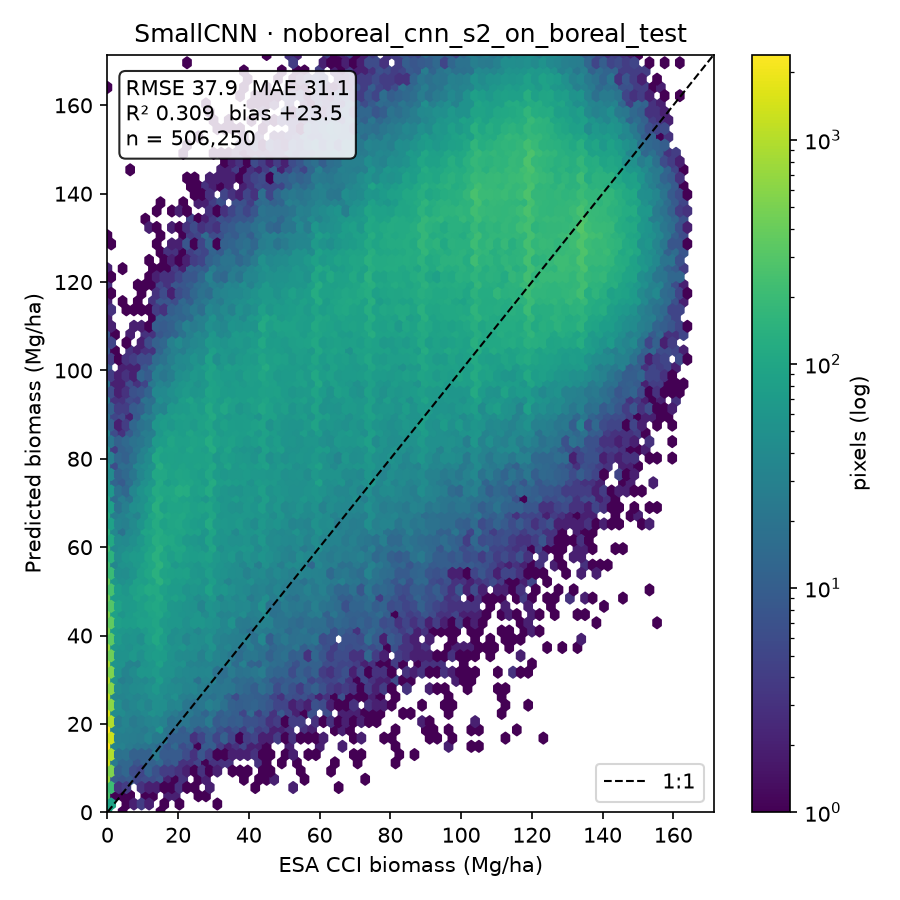 SmallCNN · noboreal_cnn_s2_on_boreal_test
RMSE 37.9  MAE 31.1
R² 0.309  bias +23.5
n = 506,250
160
140
120
100
80
60
40
20
0
Predicted biomass (Mg/ha)
0 20 40 60 80 100 120 140 160
ESA CCI biomass (Mg/ha)
1:1
10³
10²
10¹
10⁰
pixels (log)